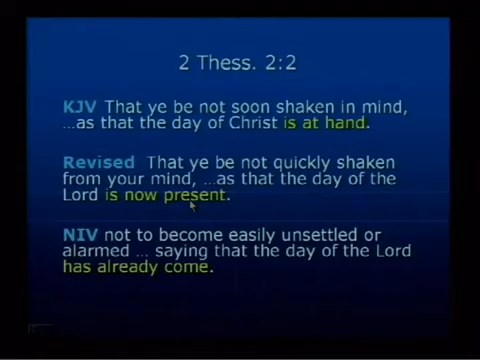 2 Thess. 2:2
KJV That ye be not soon shaken in mind,
...as that the day of Christ is at hand.
Revised That ye be not quickly shaken
from your mind, ...as that the day of the
Lord is now present.
NIV not to become easily unsettled or
alarmed ... saying that the day of the Lord
has already come.